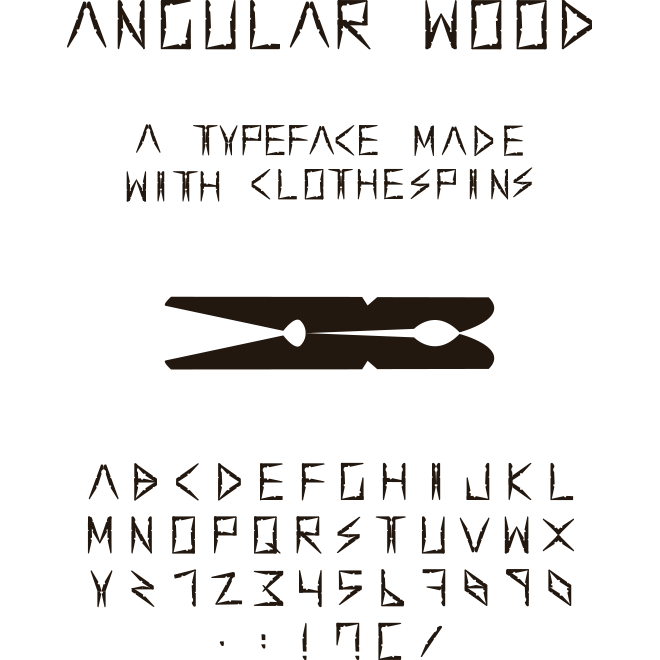 ANGULAR WOOD
A TYPEFACE MADE
WITH CLOTHESPINS
ABCDEFGHIJKL
MNOPQRSTUVWX
YZ1234567890
. : ! ? /